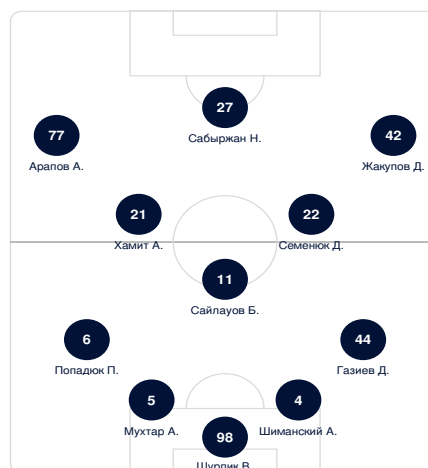 27
Сабыржан Н.
77
42
Арапов А.
Жакупов Д.
21
22
Хамит А.
Семенюк Д.
11
Сайлауов Б.
6
44
Попадюк П.
Газиев Д.
5
4
Мухтар А.
Шиманский А.
98